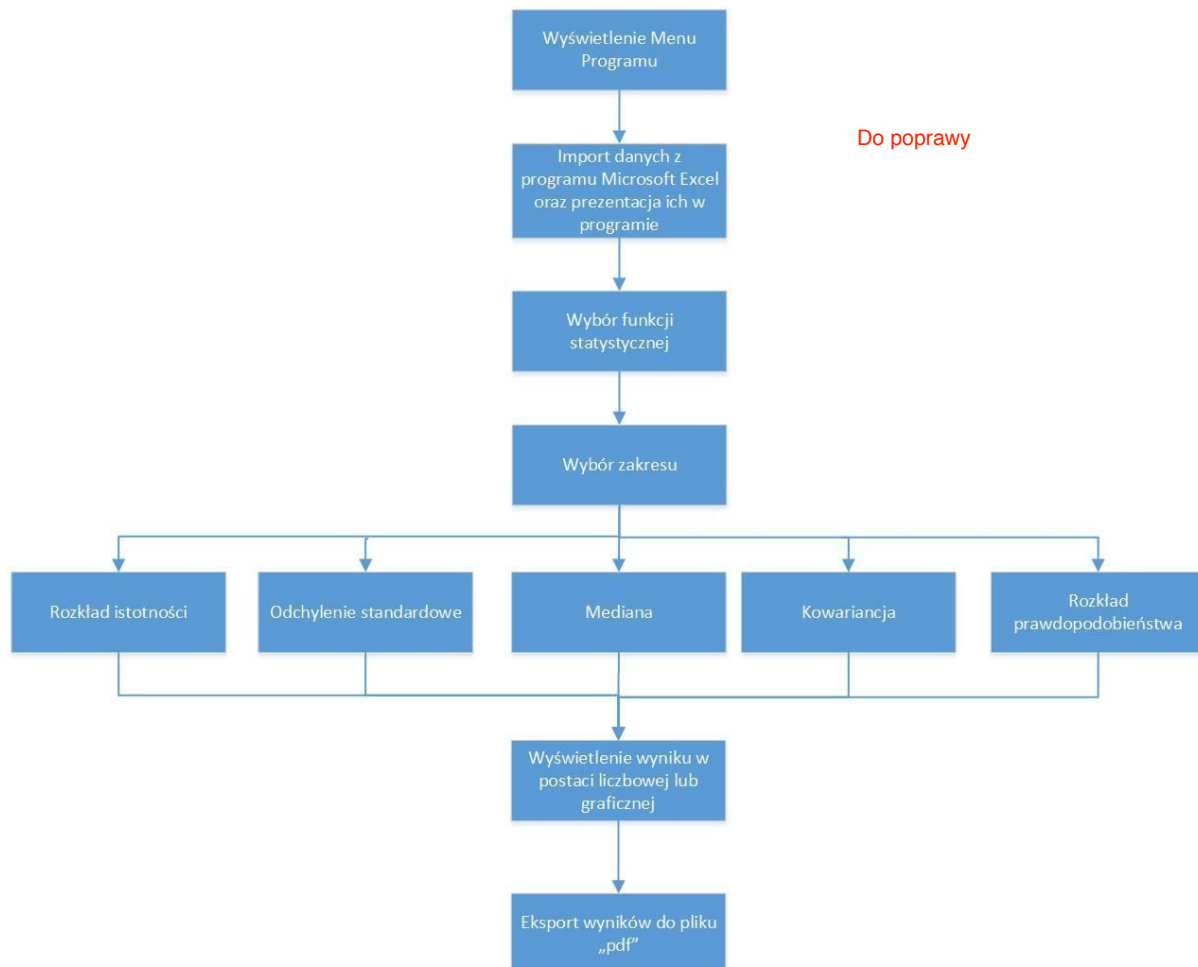 Wyświetlenie Menu
Programu
Do poprawy
Import danych z
programu Microsoft Excel
oraz prezentacja ich w
programie
Wybór funkcji
statystycznej
Wybór zakresu
Rozkład istotności
Odchylenie standardowe
Mediana
Kowariancja
Rozkład
prawdopodobieństwa
Wyświetlenie wyniku w
postaci liczbowej lub
graficznej
Eksport wyników do pliku
„pdf”